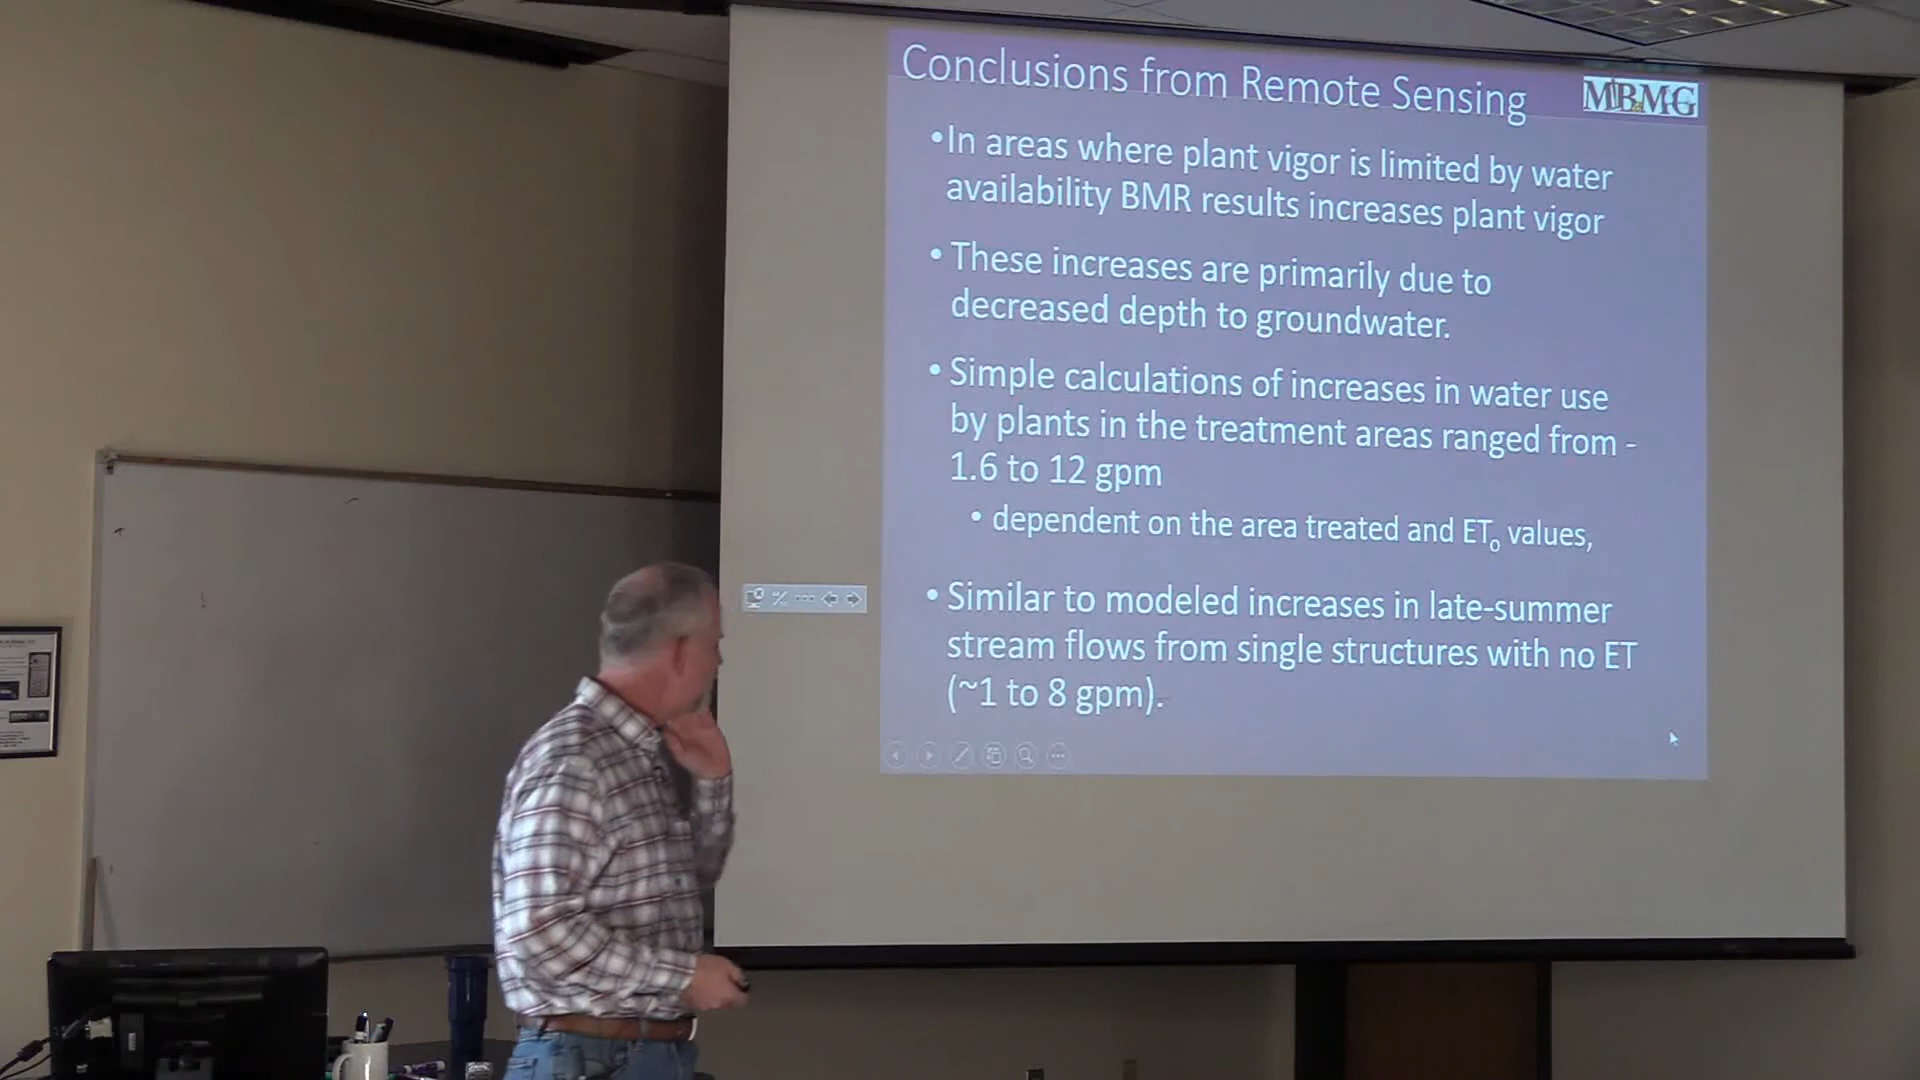 Conclusions from Remote Sensing
MBMG
•In areas where plant vigor is limited by water
availability BMR results increases plant vigor
• These increases are primarily due to
decreased depth to groundwater.
• Simple calculations of increases in water use
by plants in the treatment areas ranged from -
1.6 to 12 gpm
• dependent on the area treated and ETo values,
• Similar to modeled increases in late-summer
stream flows from single structures with no ET
(~1 to 8 gpm).